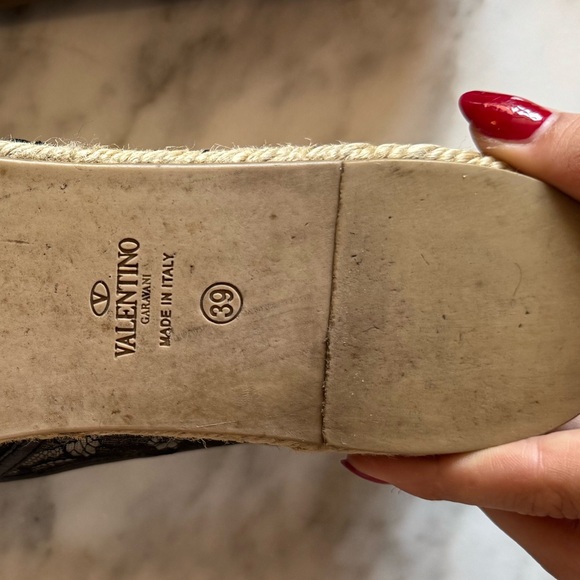 V
VALENTINO
GARAVANI
MADE IN ITALY
39